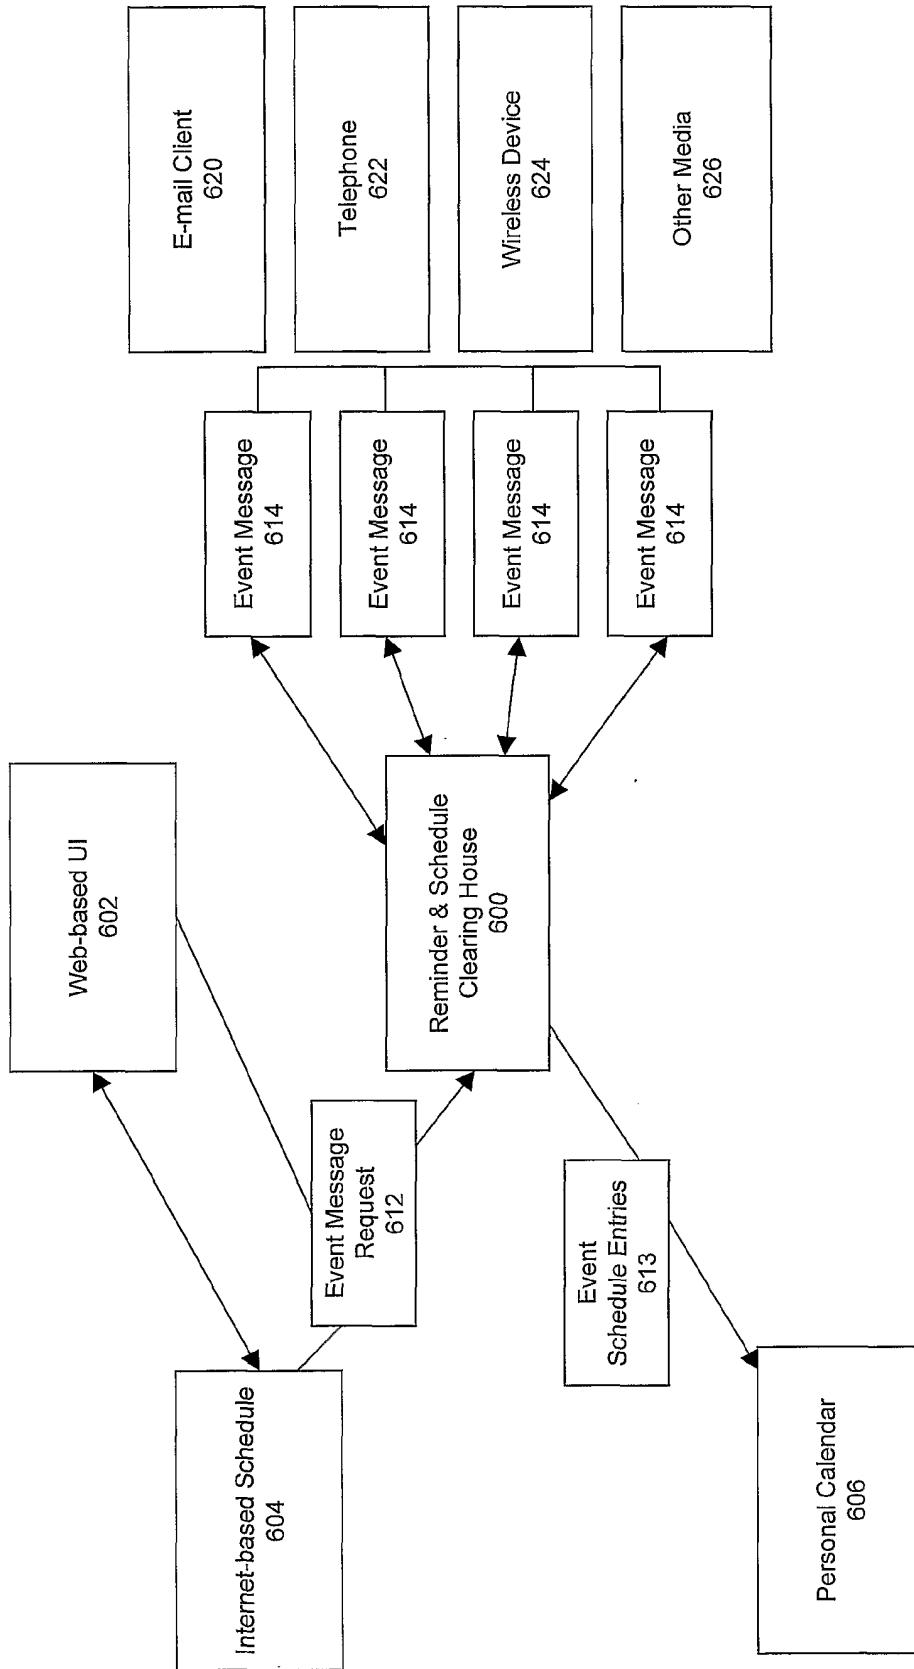 Internet-based Schedule
604
Web-based UI
602
Event Message
Request
612
Personal Calendar
606
Event
Schedule Entries
613
Reminder & Schedule
Clearing House
600
Event Message
614
Event Message
614
Event Message
614
Event Message
614
E-mail Client
620
Telephone
622
Wireless Device
624
Other Media
626